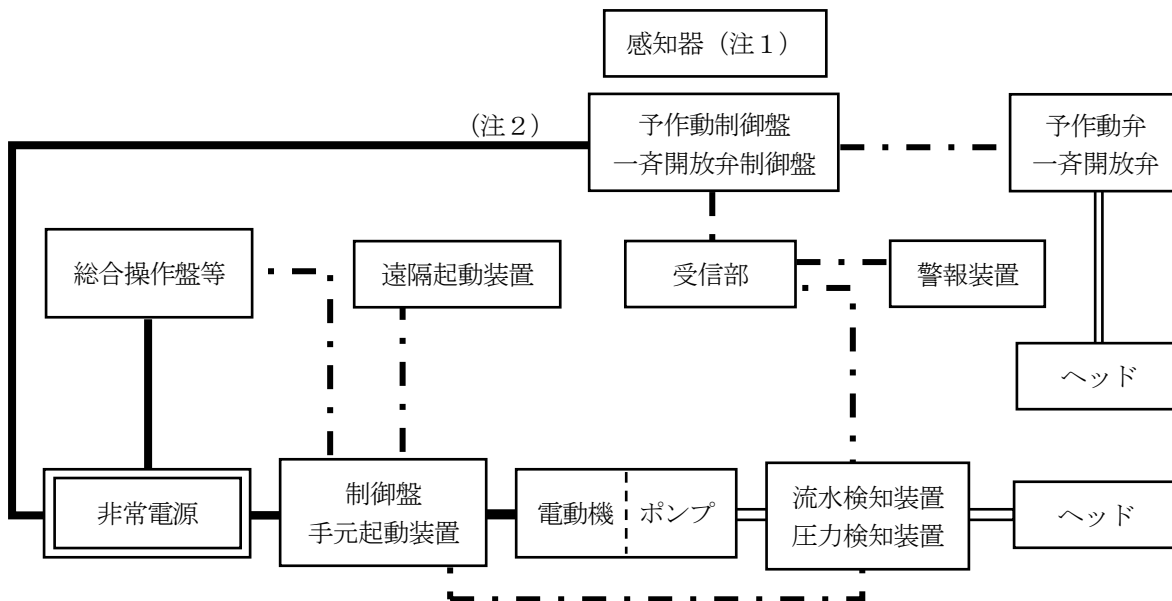 感知器（注１）
（注２）
予作動制御盤
一斉開放弁制御盤
予作動弁
一斉開放弁
総合操作盤等
遠隔起動装置
受信部
警報装置
ヘッド
非常電源
制御盤
手元起動装置
電動機
ポンプ
流水検知装置
圧力検知装置
ヘッド